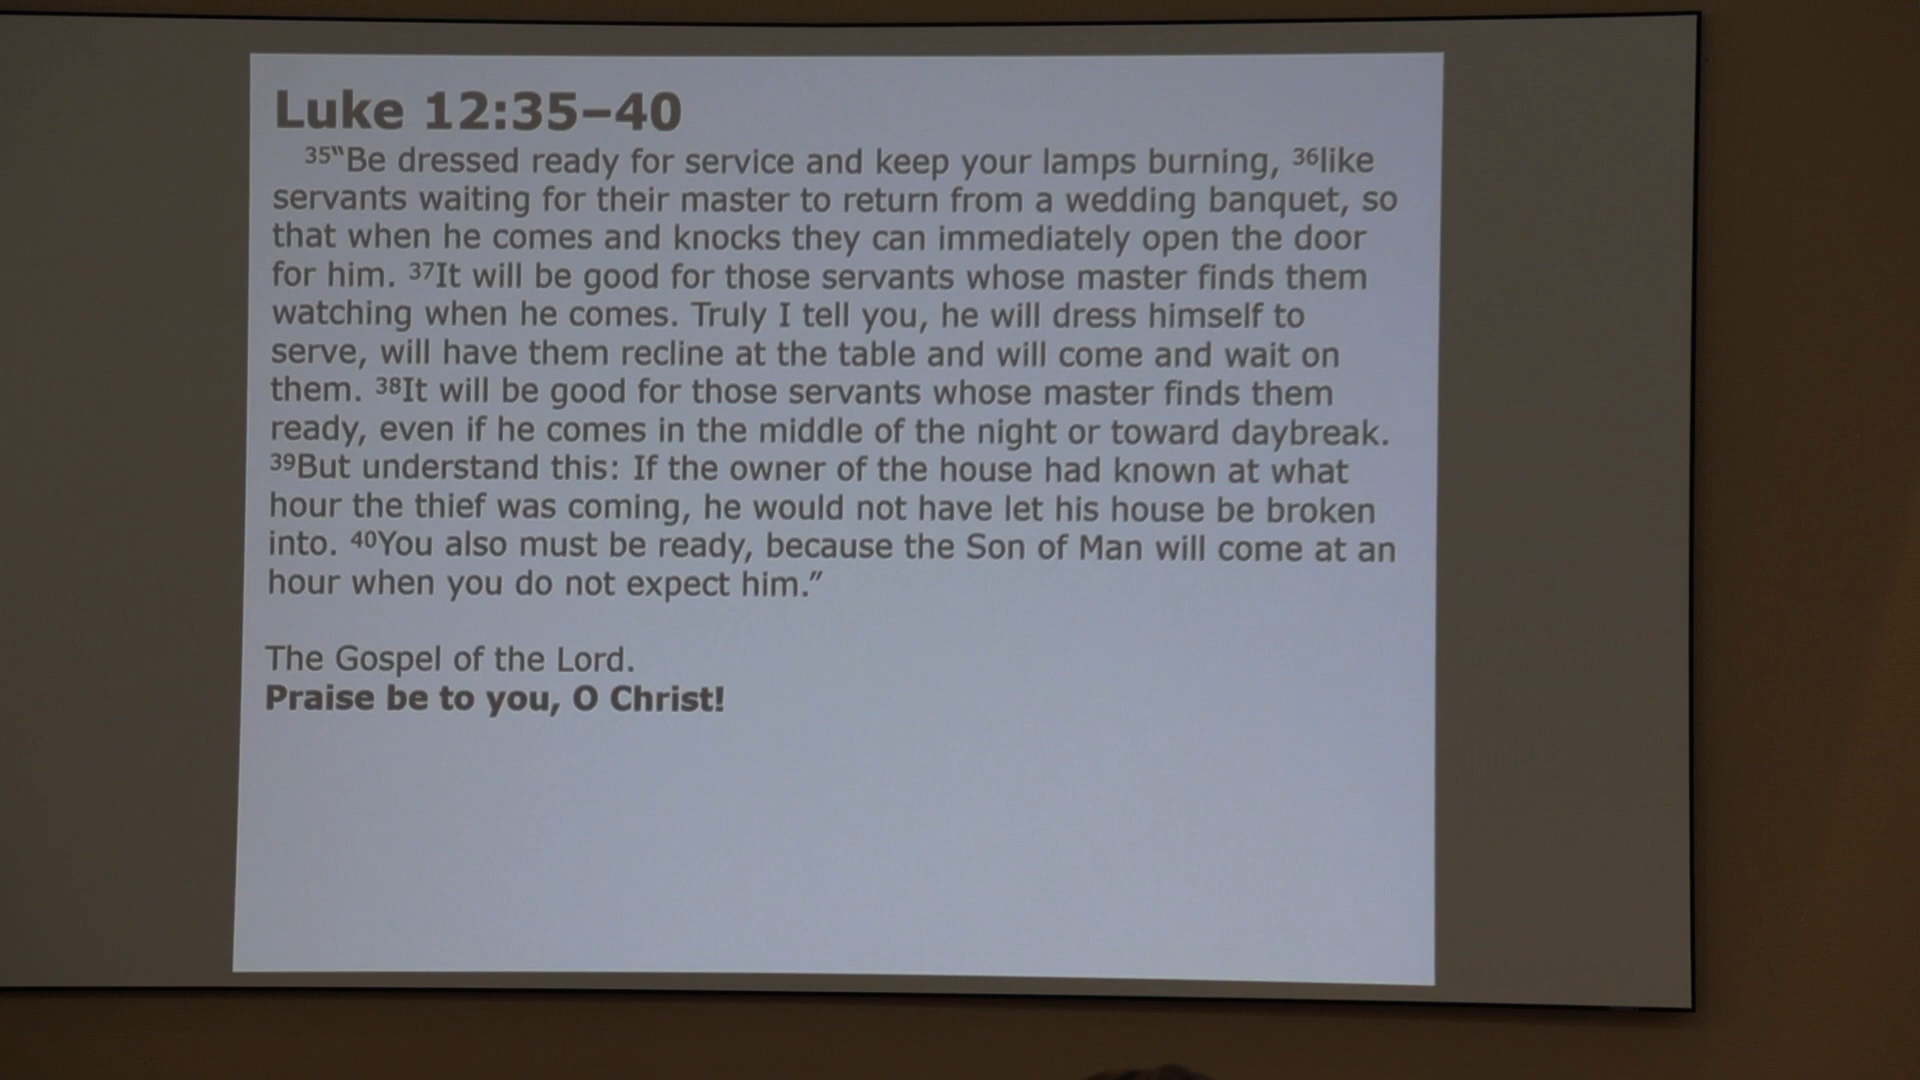 Luke 12:35–40
35“Be dressed ready for service and keep your lamps burning, 36like
servants waiting for their master to return from a wedding banquet, so
that when he comes and knocks they can immediately open the door
for him. 37It will be good for those servants whose master finds them
watching when he comes. Truly I tell you, he will dress himself to
serve, will have them recline at the table and will come and wait on
them. 38It will be good for those servants whose master finds them
ready, even if he comes in the middle of the night or toward daybreak.
39But understand this: If the owner of the house had known at what
hour the thief was coming, he would not have let his house be broken
into. 40You also must be ready, because the Son of Man will come at an
hour when you do not expect him.”
The Gospel of the Lord.
Praise be to you, O Christ!